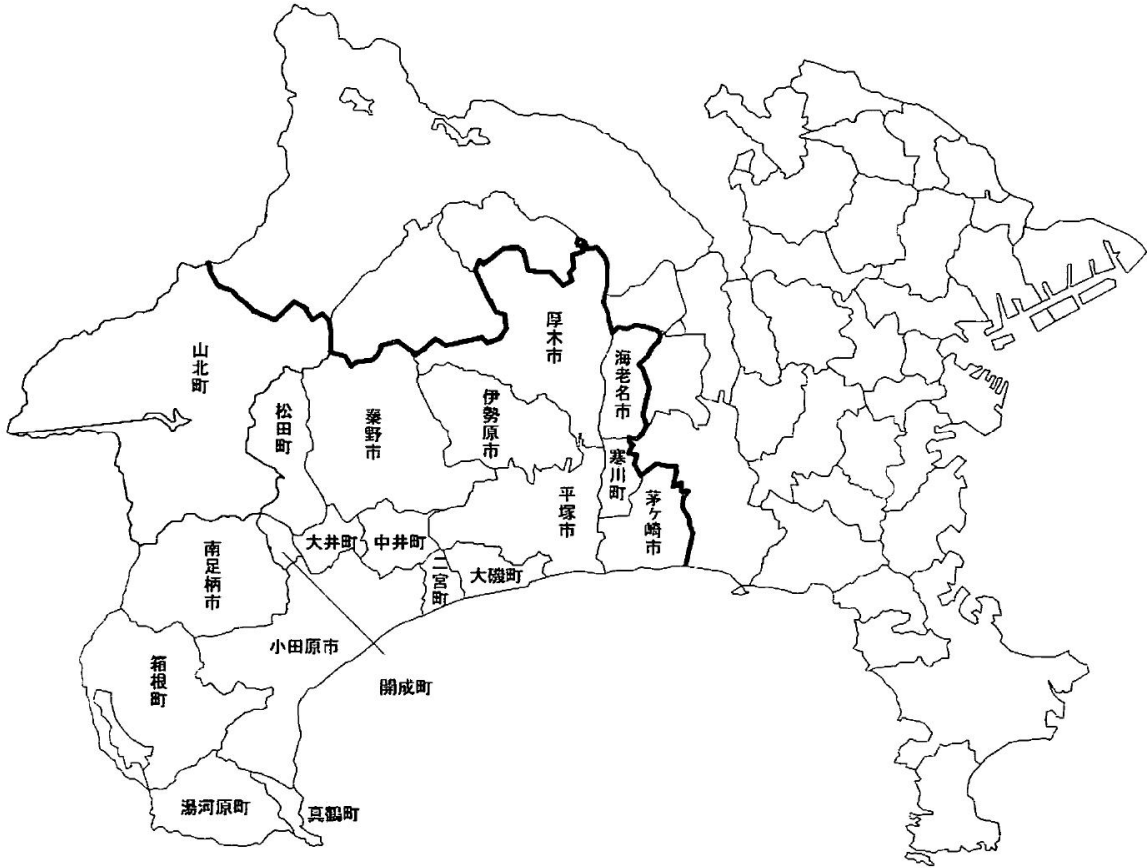 厚木市
山北町
海老名市
松田町
秦野市
伊勢原市
寒川町
茅ヶ崎市
平塚市
大井町
中井町
二宮町
大磯町
南足柄市
小田原市
箱根町
開成町
湯河原町
真鶴町